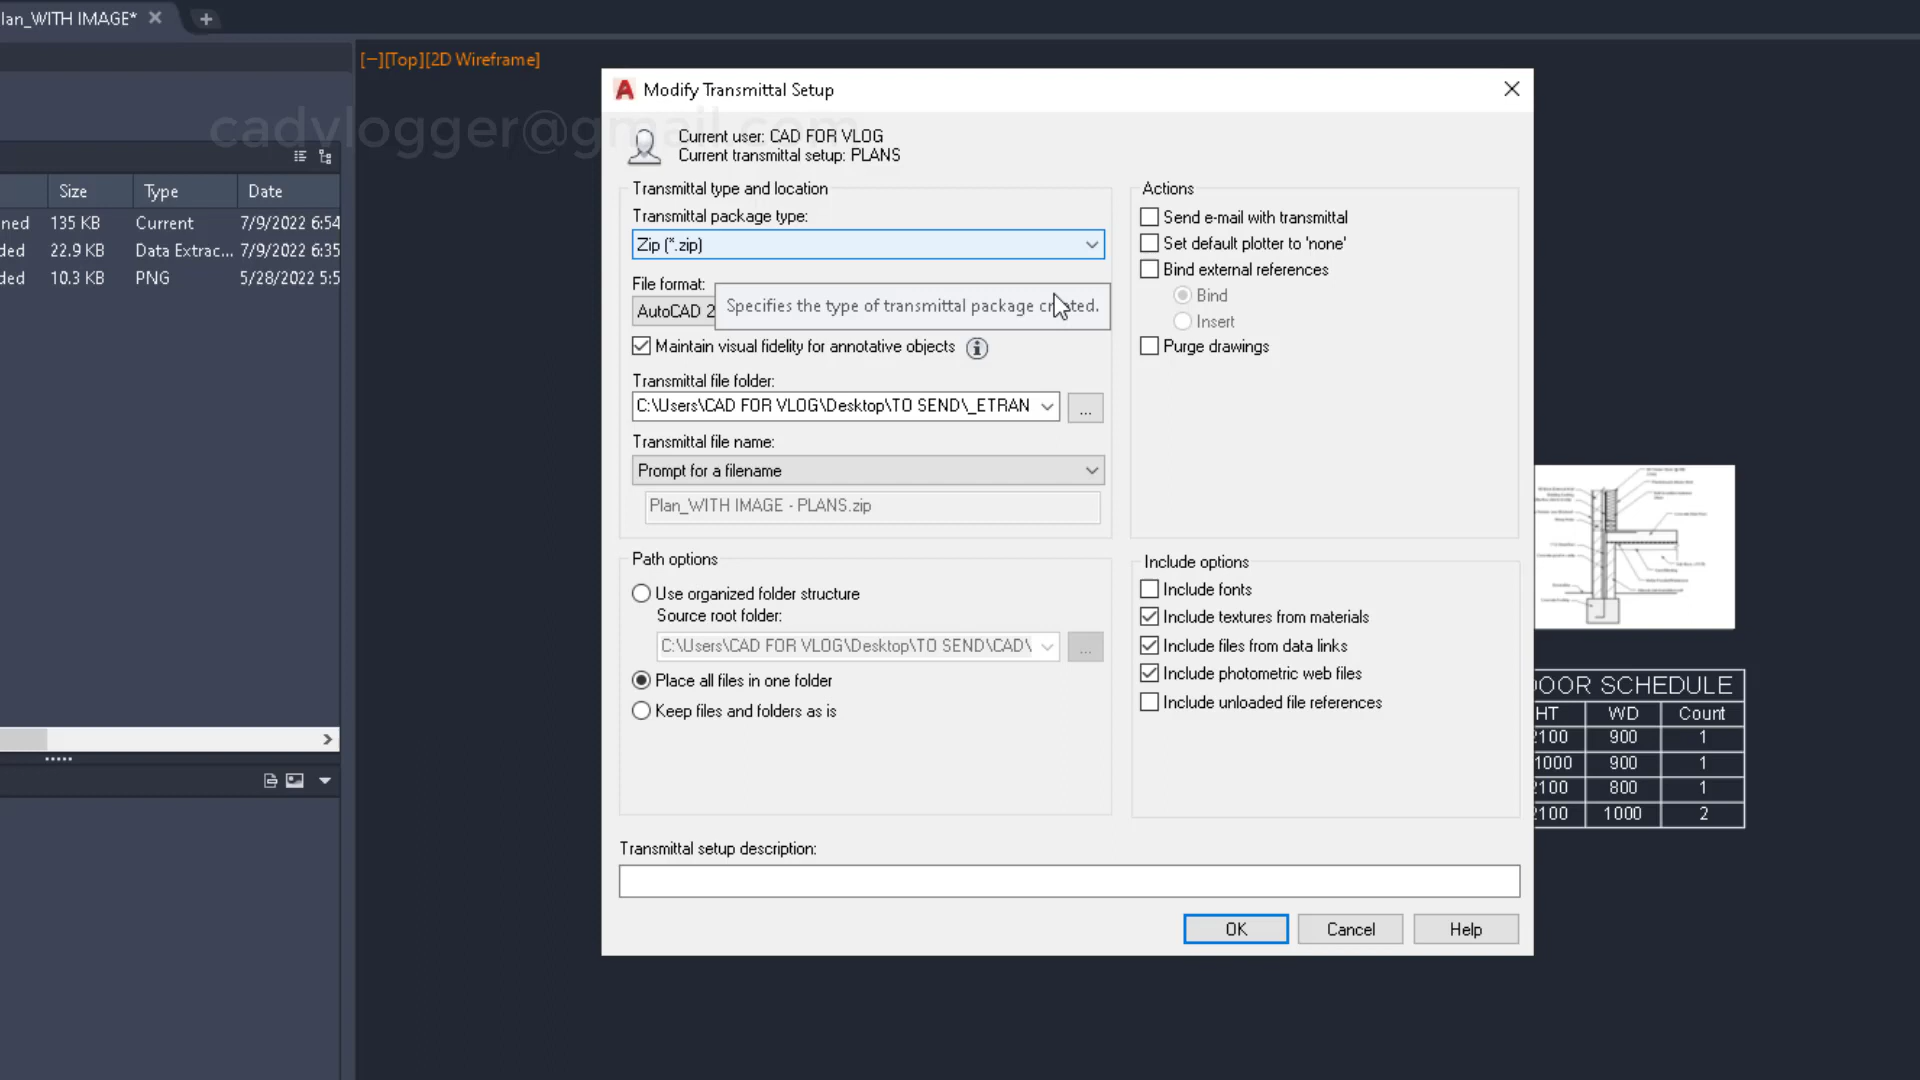 lan_WITH IMAGE*
[−][Top][2D Wireframe]
cadvlogger@gmail.com
Size Type Date
ned 135 KB Current 7/9/2022 6:54
ded 22.9 KB Data Extrac... 7/9/2022 6:35
ded 10.3 KB PNG 5/28/2022 5:5
Modify Transmittal Setup
Current user: CAD FOR VLOG
Current transmittal setup: PLANS
Transmittal type and location
Transmittal package type:
Zip (*.zip)
File format:
AutoCAD 2
Specifies the type of transmittal package created.
Maintain visual fidelity for annotative objects
Transmittal file folder:
C:\Users\CAD FOR VLOG\Desktop\TO SEND\_ETRAN
...
Transmittal file name:
Prompt for a filename
Plan_WITH IMAGE - PLANS.zip
Actions
Send e-mail with transmittal
Set default plotter to 'none'
Bind external references
Bind
Insert
Purge drawings
Path options
Use organized folder structure
Source root folder:
C:\Users\CAD FOR VLOG\Desktop\TO SEND\CAD\
...
Place all files in one folder
Keep files and folders as is
Include options
Include fonts
Include textures from materials
Include files from data links
Include photometric web files
Include unloaded file references
Transmittal setup description:
OK Cancel Help
OOR SCHEDULE
HT WD Count
2100 900 1
1000 900 1
2100 800 1
2100 1000 2